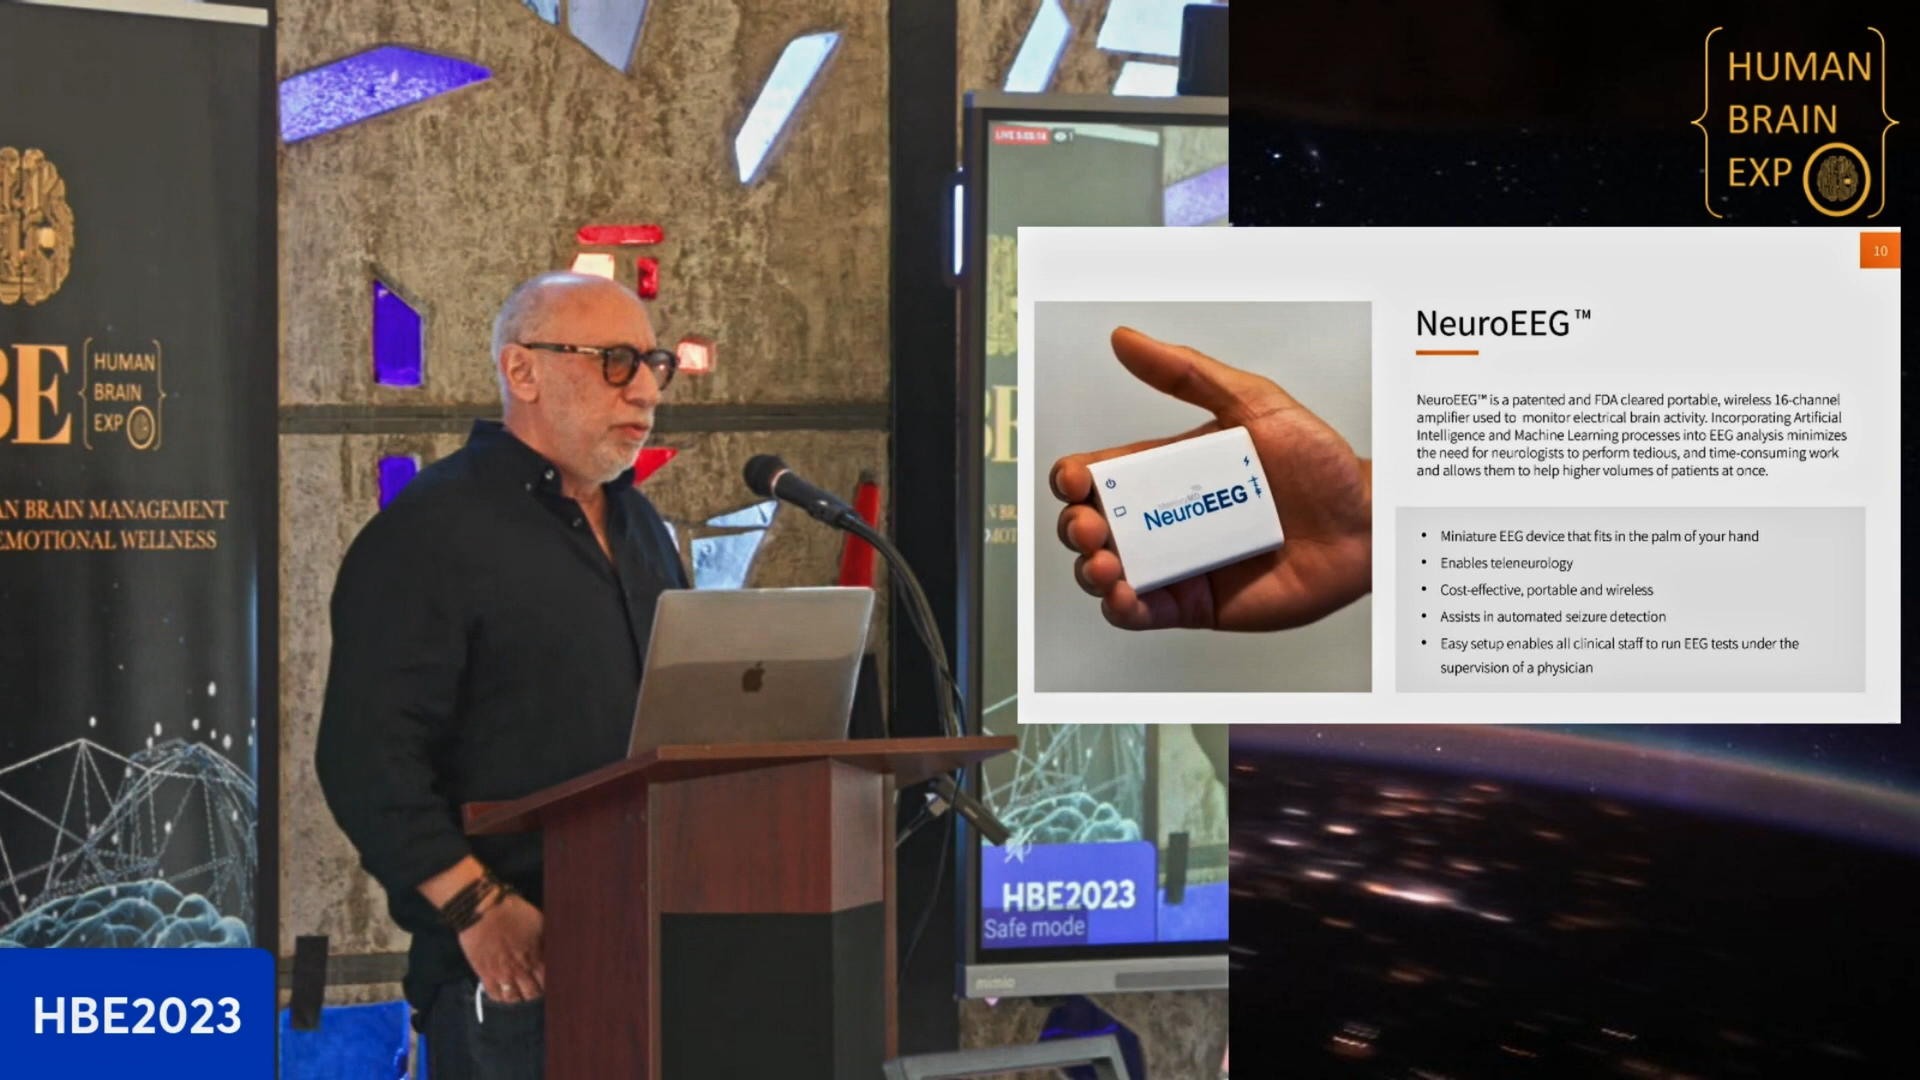 BE
HUMAN
BRAIN
EXP
AN BRAIN MANAGEMENT
EMOTIONAL WELLNESS
HBE2023
LIVE
HBE2023
Safe mode
mimio
HUMAN
BRAIN
EXP
10
NeuroEEG
NeuroEEG™
NeuroEEG™ is a patented and FDA cleared portable, wireless 16-channel
amplifier used to monitor electrical brain activity. Incorporating Artificial
Intelligence and Machine Learning processes into EEG analysis minimizes
the need for neurologists to perform tedious, and time-consuming work
and allows them to help higher volumes of patients at once.
• Miniature EEG device that fits in the palm of your hand
• Enables teleneurology
• Cost-effective, portable and wireless
• Assists in automated seizure detection
• Easy setup enables all clinical staff to run EEG tests under the
supervision of a physician